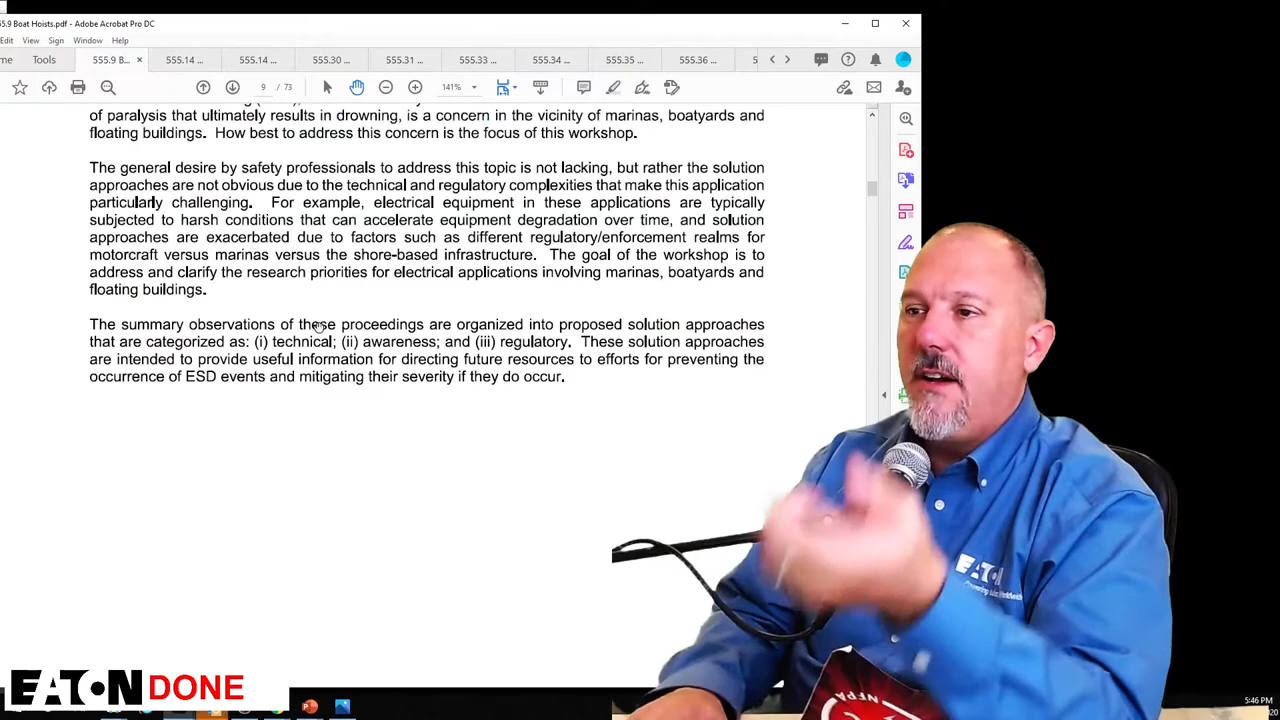 555.9 Boat Hoists.pdf - Adobe Acrobat Pro DC
Edit View Sign Window Help
Tools 555.9 B... × 555.14 555.14 ... 555.30 ... 555.31 ... 555.33 ... 555.34 ... 555.35 ... 555.36 ... 5
9 / 73 141%
of paralysis that ultimately results in drowning, is a concern in the vicinity of marinas, boatyards and
floating buildings. How best to address this concern is the focus of this workshop.
The general desire by safety professionals to address this topic is not lacking, but rather the solution
approaches are not obvious due to the technical and regulatory complexities that make this application
particularly challenging. For example, electrical equipment in these applications are typically
subjected to harsh conditions that can accelerate equipment degradation over time, and solution
approaches are exacerbated due to factors such as different regulatory/enforcement realms for
motorcraft versus marinas versus the shore-based infrastructure. The goal of the workshop is to
address and clarify the research priorities for electrical applications involving marinas, boatyards and
floating buildings.
The summary observations of these proceedings are organized into proposed solution approaches
that are categorized as: (i) technical; (ii) awareness; and (iii) regulatory. These solution approaches
are intended to provide useful information for directing future resources to efforts for preventing the
occurrence of ESD events and mitigating their severity if they do occur.
EATON
NFPA
EATON DONE
5:46 PM